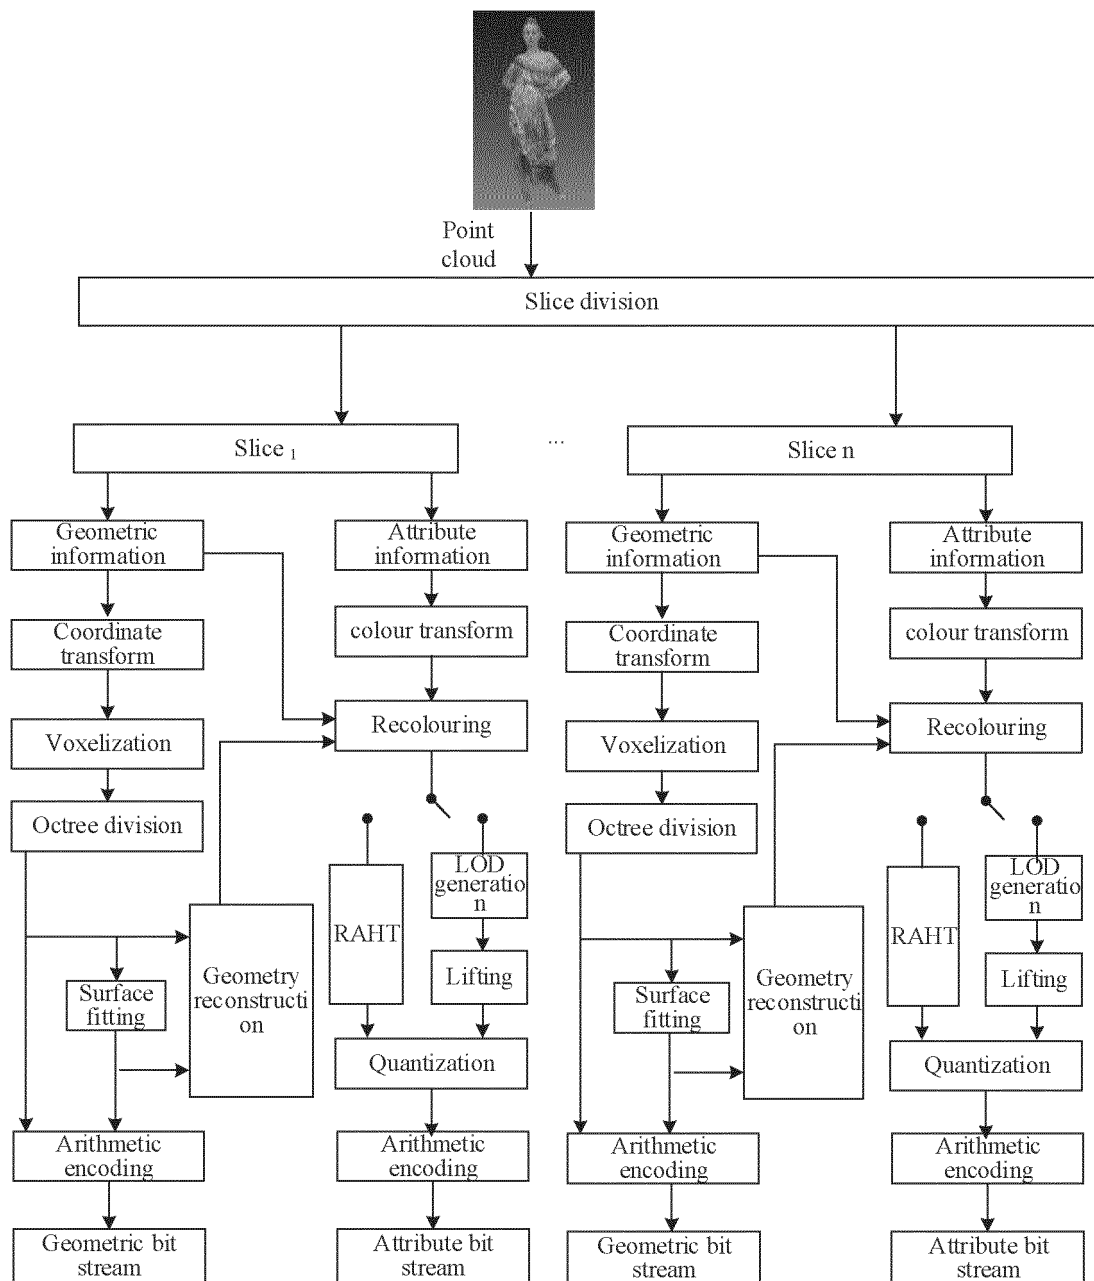 Point
cloud
Slice division
Slice 1
...
Slice n
Geometric
information
Attribute
information
Geometric
information
Attribute
information
Coordinate
transform
colour transform
Coordinate
transform
colour transform
Voxelization
Recolouring
Voxelization
Recolouring
Octree division
Octree division
RAHT
LOD
generatio
n
RAHT
LOD
generatio
n
Surface
fitting
Geometry
reconstructi
on
Lifting
Surface
fitting
Geometry
reconstructi
on
Lifting
Quantization
Quantization
Arithmetic
encoding
Arithmetic
encoding
Arithmetic
encoding
Arithmetic
encoding
Geometric bit
stream
Attribute bit
stream
Geometric bit
stream
Attribute bit
stream